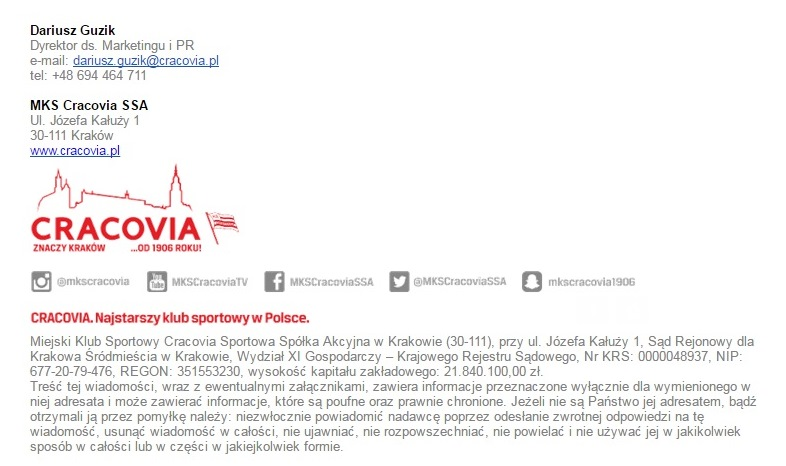 Dariusz Guzik
Dyrektor ds. Marketingu i PR
e-mail: dariusz.guzik@cracovia.pl
tel: +48 694 464 711
MKS Cracovia SSA
Ul. Józefa Kałuży 1
30-111 Kraków
www.cracovia.pl
CRACOVIA
ZNACZY KRAKÓW ...OD 1906 ROKU!
@mkscracovia You Tube MKSCracoviaTV MKSCracoviaSSA @MKSCracoviaSSA mkscracovia1906
CRACOVIA. Najstarszy klub sportowy w Polsce.
Miejski Klub Sportowy Cracovia Sportowa Spółka Akcyjna w Krakowie (30-111), przy ul. Józefa Kałuży 1, Sąd Rejonowy dla
Krakowa Śródmieścia w Krakowie, Wydział XI Gospodarczy – Krajowego Rejestru Sądowego, Nr KRS: 0000048937, NIP:
677-20-79-476, REGON: 351553230, wysokość kapitału zakładowego: 21.840.100,00 zł.
Treść tej wiadomości, wraz z ewentualnymi załącznikami, zawiera informacje przeznaczone wyłącznie dla wymienionego w
niej adresata i może zawierać informacje, które są poufne oraz prawnie chronione. Jeżeli nie są Państwo jej adresatem, bądź
otrzymali ją przez pomyłkę należy: niezwłocznie powiadomić nadawcę poprzez odesłanie zwrotnej odpowiedzi na tę
wiadomość, usunąć wiadomość w całości, nie ujawniać, nie rozpowszechniać, nie powielać i nie używać jej w jakikolwiek
sposób w całości lub w części w jakiejkolwiek formie.